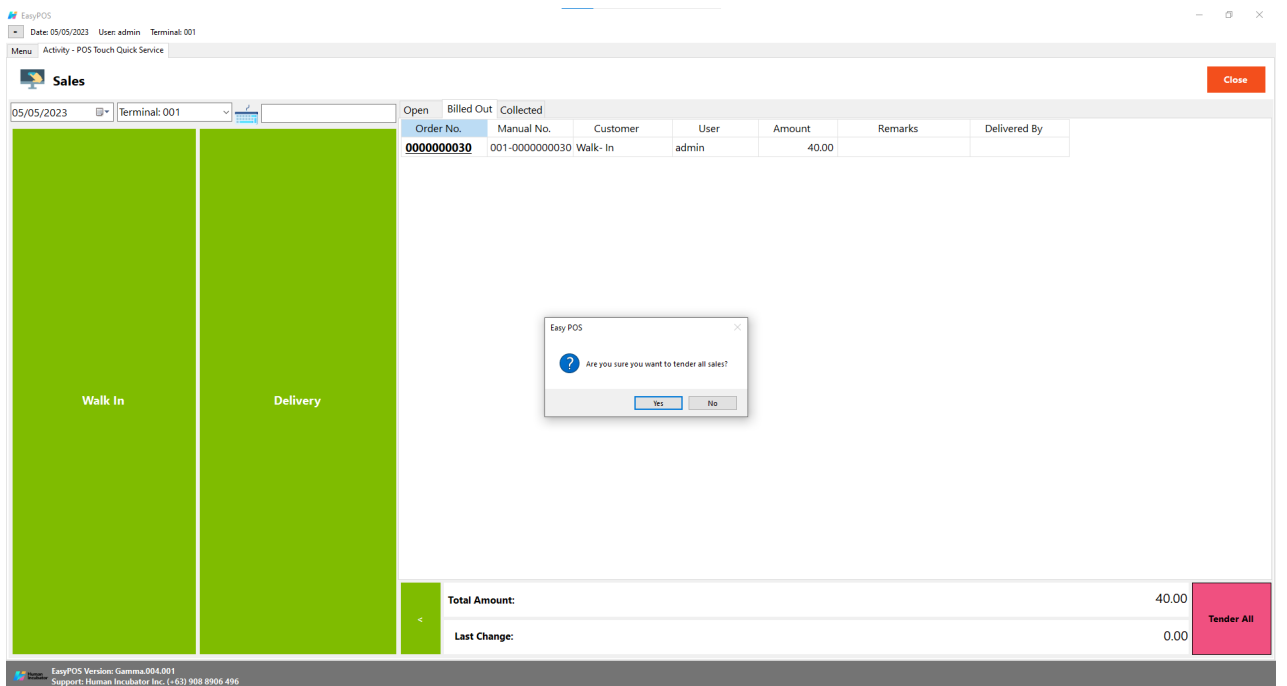 EasyPOS
Date: 05/05/2023 User: admin Terminal: 001
Menu Activity - POS Touch Quick Service
Sales
Close
05/05/2023 Terminal: 001
Open Billed Out Collected
Order No. Manual No. Customer User Amount Remarks Delivered By
0000000030 001-0000000030 Walk- In admin 40.00
Easy POS
? Are you sure you want to tender all sales?
Yes No
Walk In Delivery
<
Total Amount: 40.00
Last Change: 0.00
Tender All
Human
Incubator
EasyPOS Version: Gamma.004.001
Support: Human Incubator Inc. (+63) 908 8906 496